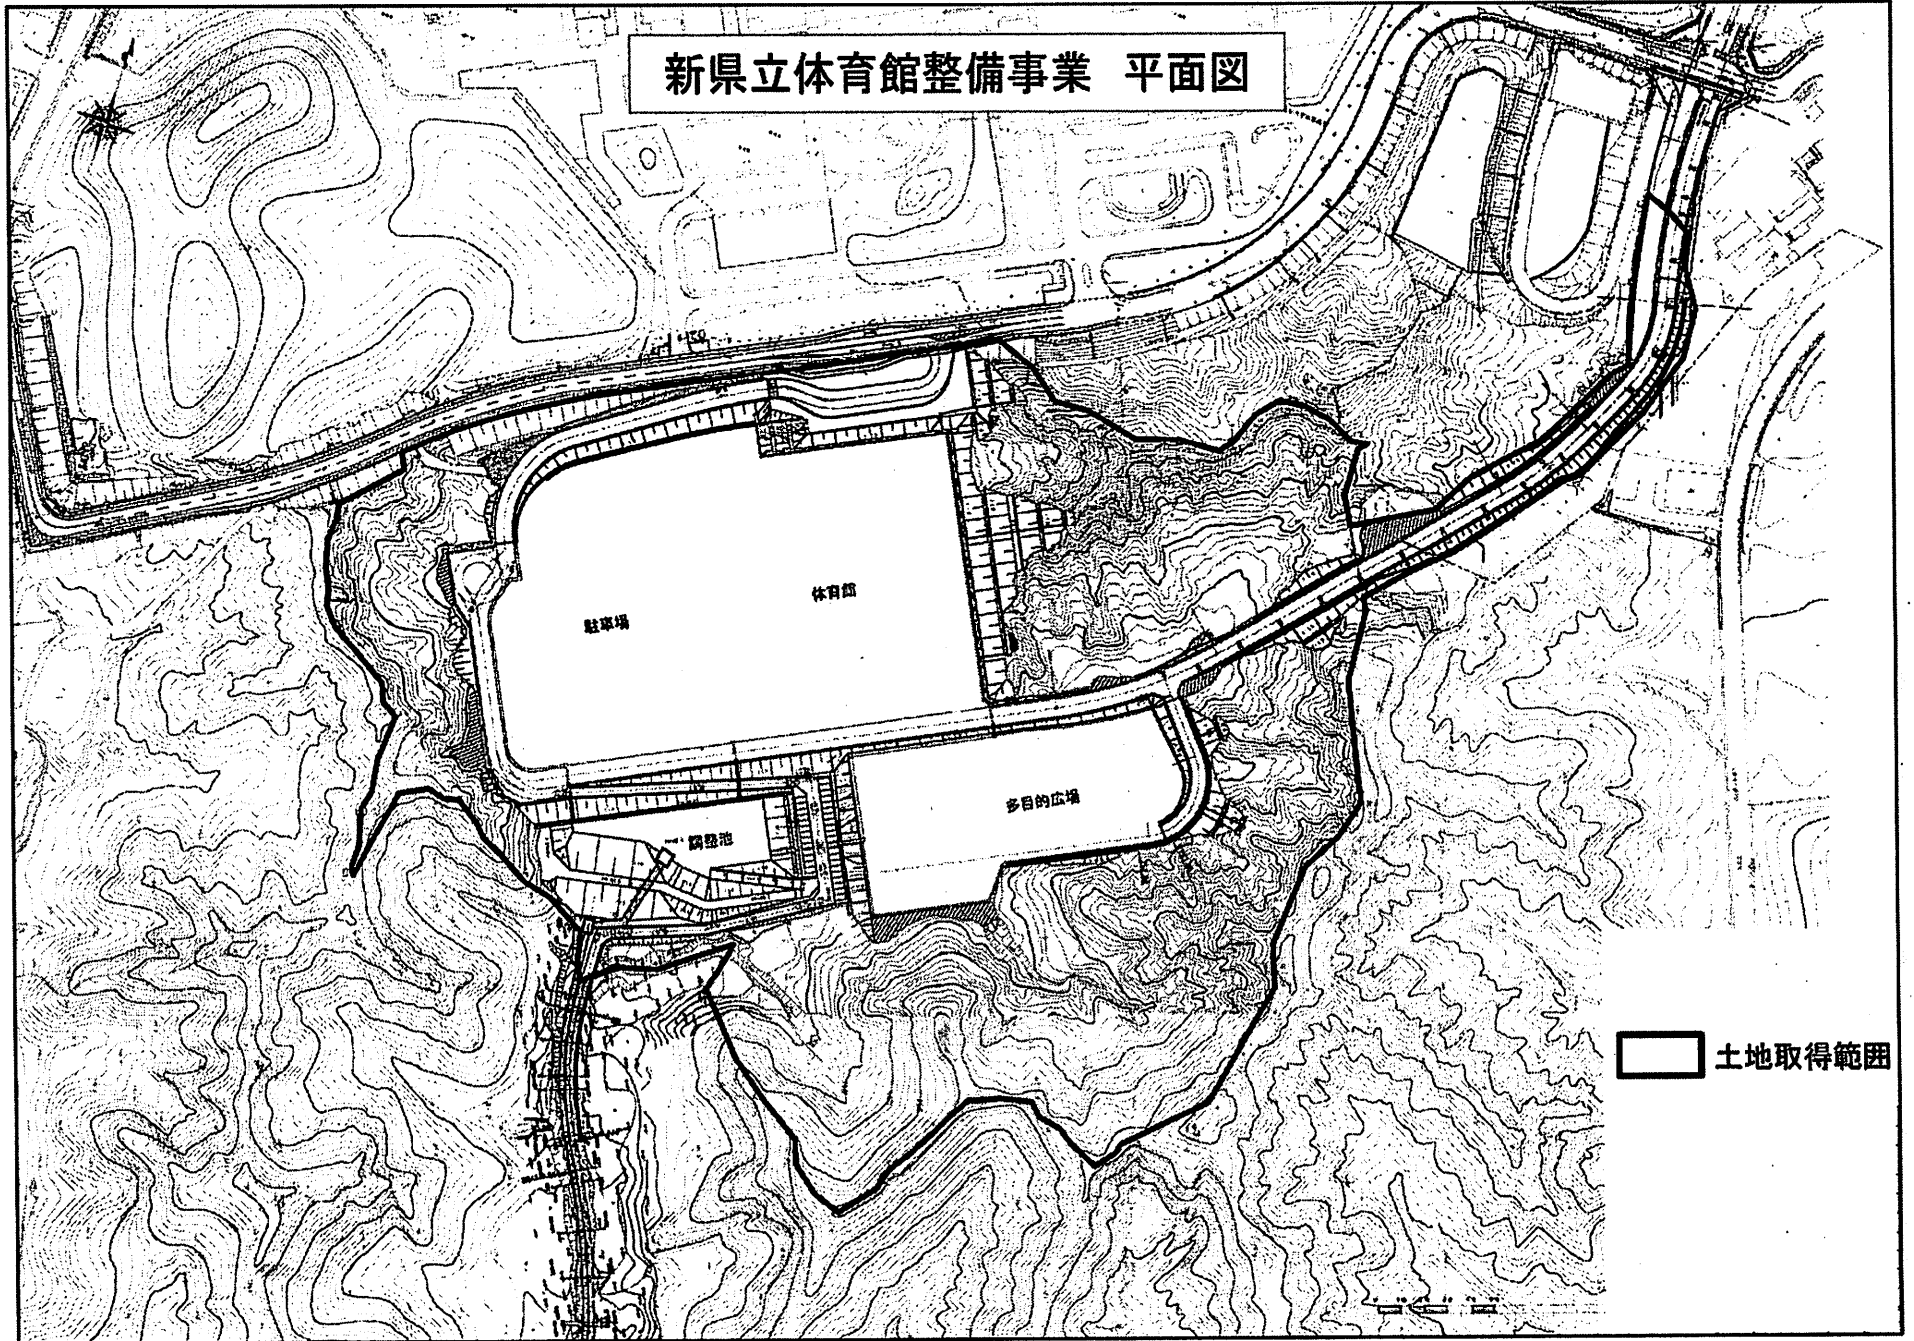 新県立体育館整備事業 平面図
体育館
駐車場
多目的広場
調整池
土地取得範囲